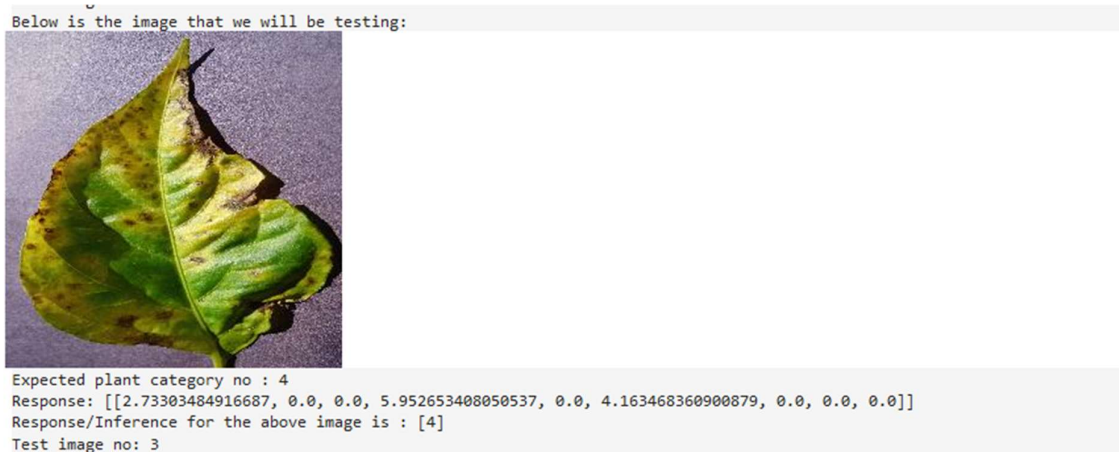 Below is the image that we will be testing:
Expected plant category no : 4
Response: [[2.73303484916687, 0.0, 0.0, 5.952653408050537, 0.0, 4.163468360900879, 0.0, 0.0, 0.0]]
Response/Inference for the above image is : [4]
Test image no: 3